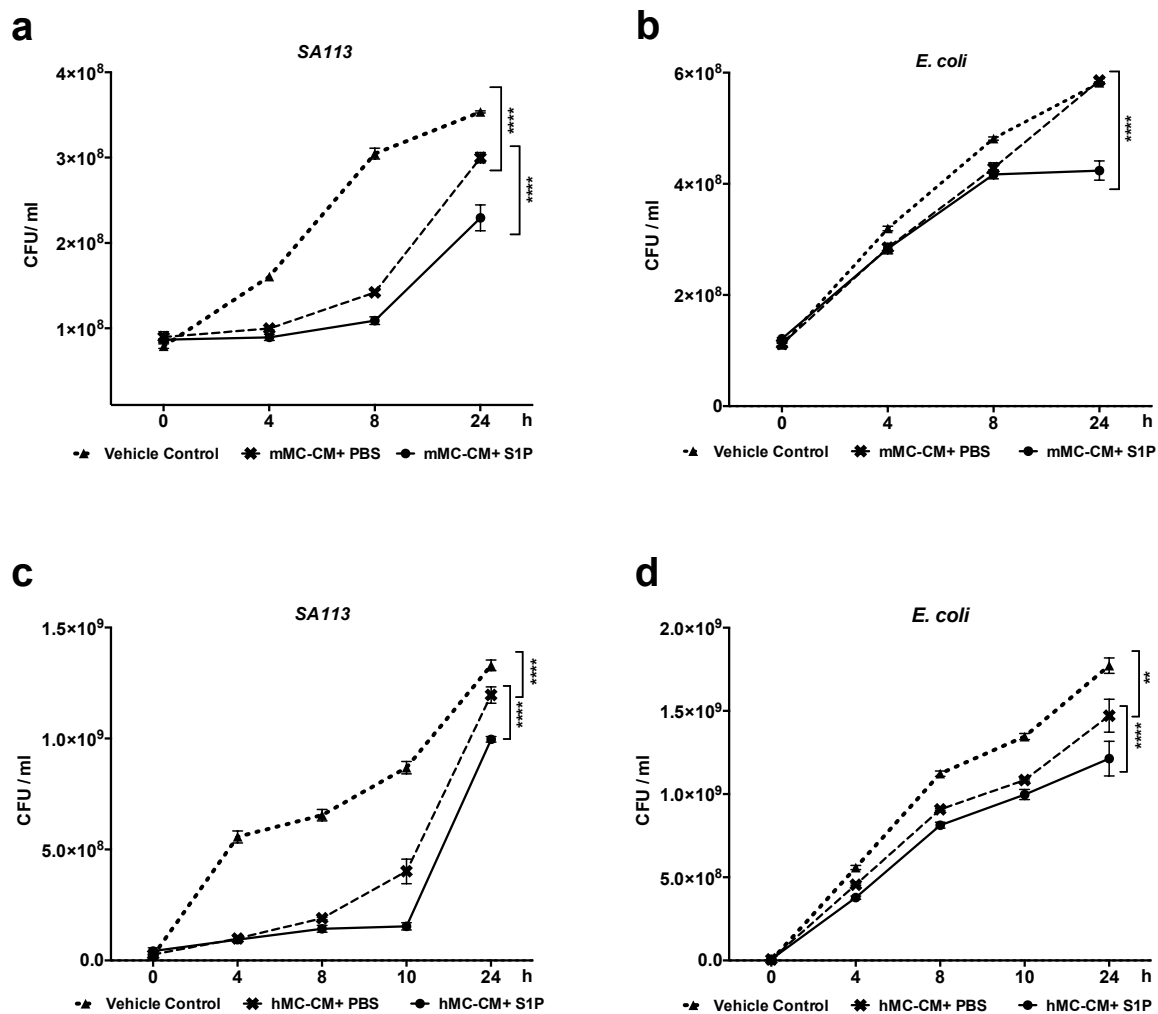 a
SA113
4×10⁸
3×10⁸
2×10⁸
1×10⁸
CFU/ ml
0 4 8 24 h
****
****
Vehicle Control mMC-CM+ PBS mMC-CM+ S1P
b
E. coli
6×10⁸
4×10⁸
2×10⁸
0
CFU / ml
0 4 8 24 h
****
Vehicle Control mMC-CM+ PBS mMC-CM+ S1P
c
SA113
1.5×10⁹
1.0×10⁹
5.0×10⁸
0.0
CFU / ml
0 4 8 10 24 h
****
****
Vehicle Control hMC-CM+ PBS hMC-CM+ S1P
d
E. coli
2.0×10⁹
1.5×10⁹
1.0×10⁹
5.0×10⁸
0.0
CFU / ml
0 4 8 10 24 h
**
****
Vehicle Control hMC-CM+ PBS hMC-CM+ S1P